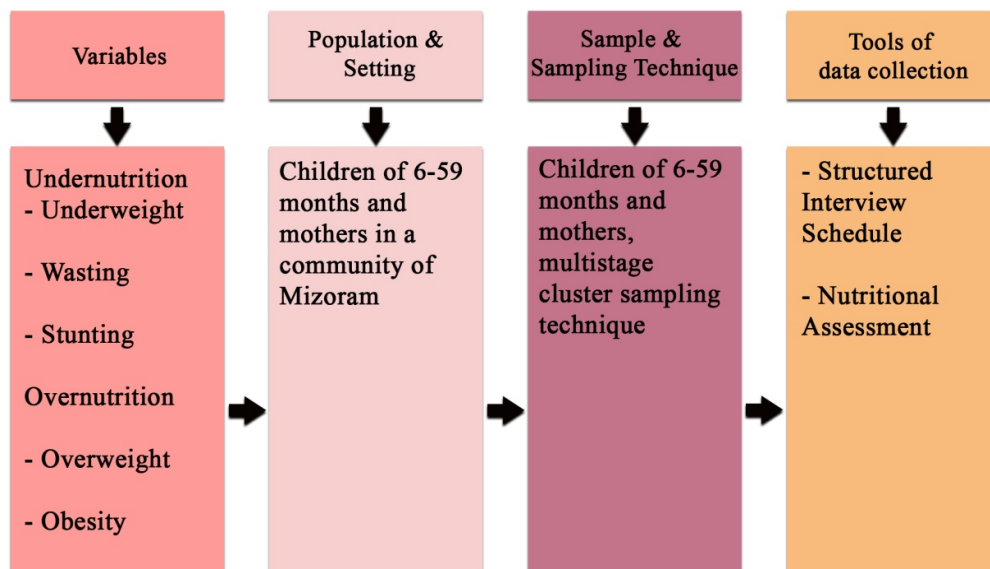 Variables
Population &
Setting
Sample &
Sampling Technique
Tools of
data collection
Undernutrition
- Underweight
- Wasting
- Stunting
Overnutrition
- Overweight
- Obesity
Children of 6-59
months and
mothers in a
community of
Mizoram
Children of 6-59
months and
mothers,
multistage
cluster sampling
technique
- Structured
Interview
Schedule
- Nutritional
Assessment